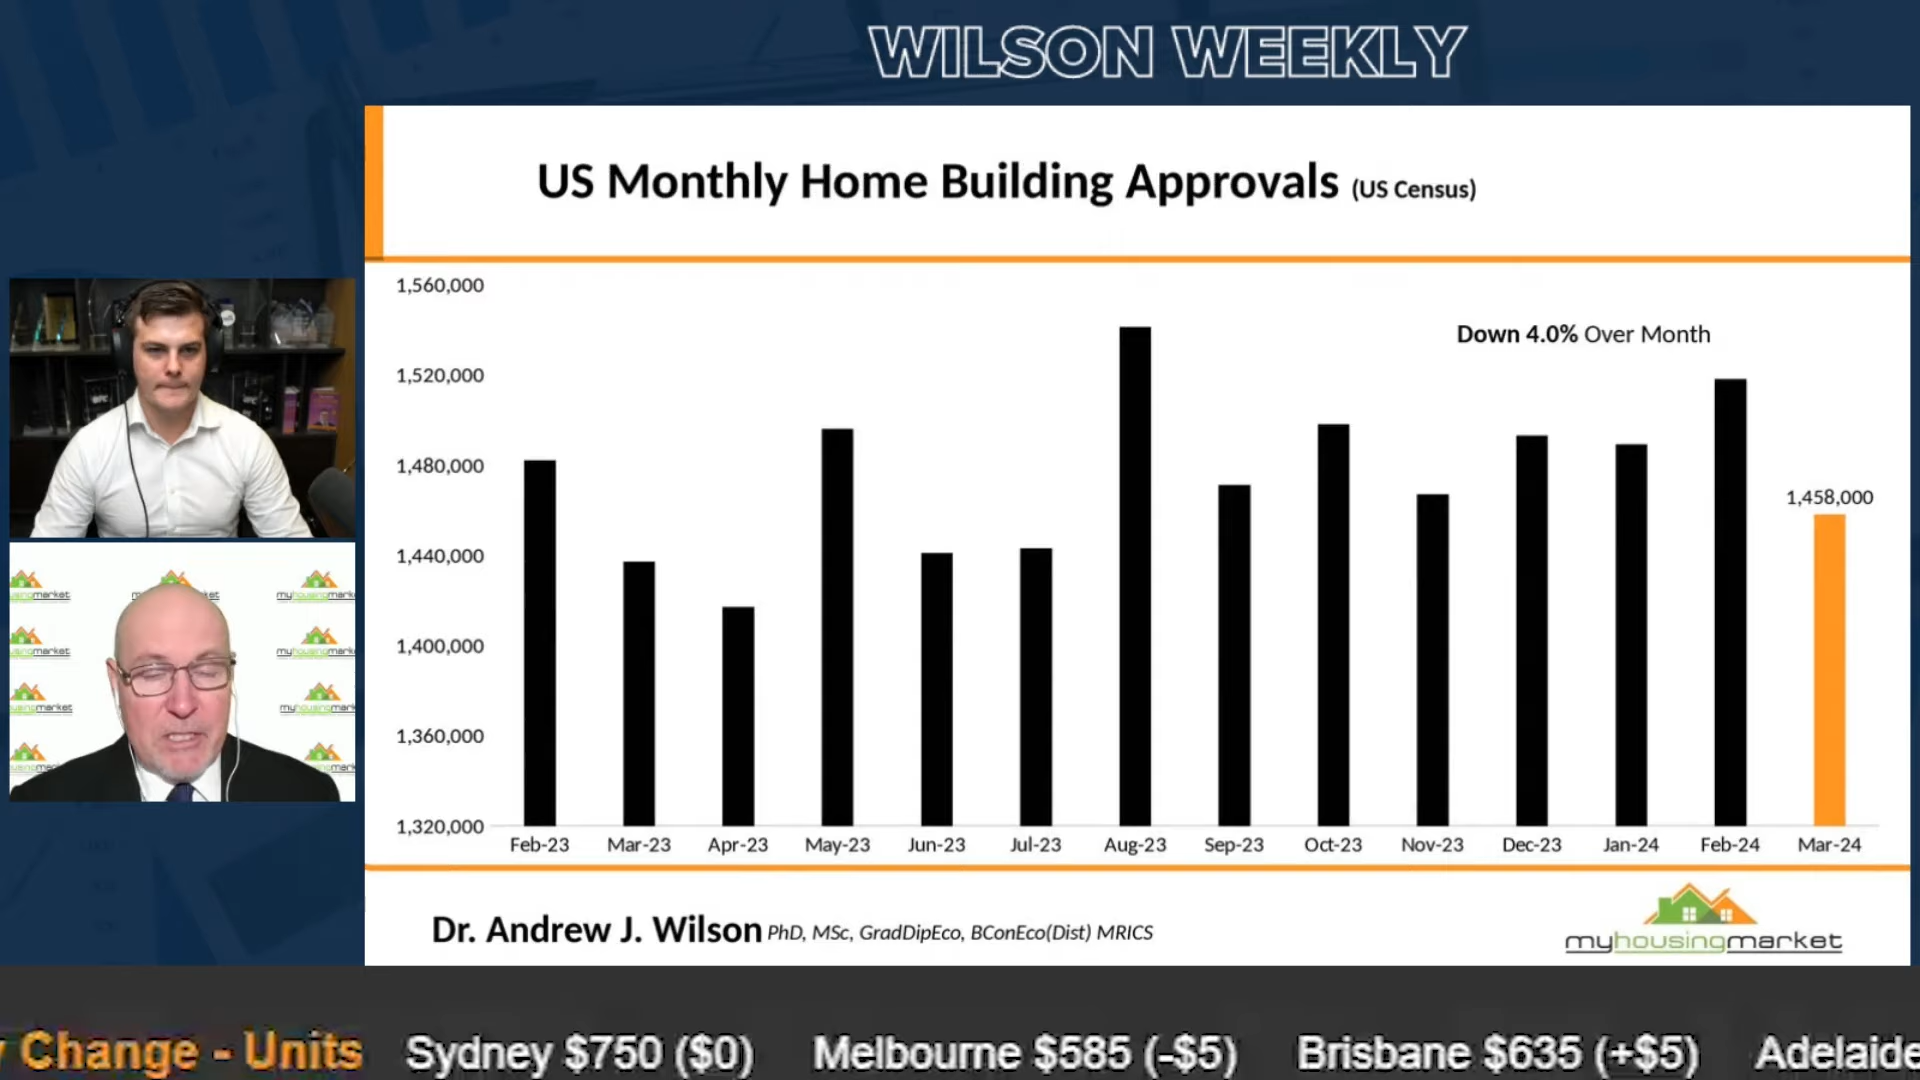 WILSON WEEKLY
US Monthly Home Building Approvals (US Census)
1,560,000
1,520,000
1,480,000
1,440,000
1,400,000
1,360,000
1,320,000
Down 4.0% Over Month
1,458,000
Feb-23 Mar-23 Apr-23 May-23 Jun-23 Jul-23 Aug-23 Sep-23 Oct-23 Nov-23 Dec-23 Jan-24 Feb-24 Mar-24
Dr. Andrew J. Wilson PhD, MSc, GradDipEco, BConEco(Dist) MRICS
myhousingmarket
Change - Units Sydney $750 ($0) Melbourne $585 (-$5) Brisbane $635 (+$5) Adelaide